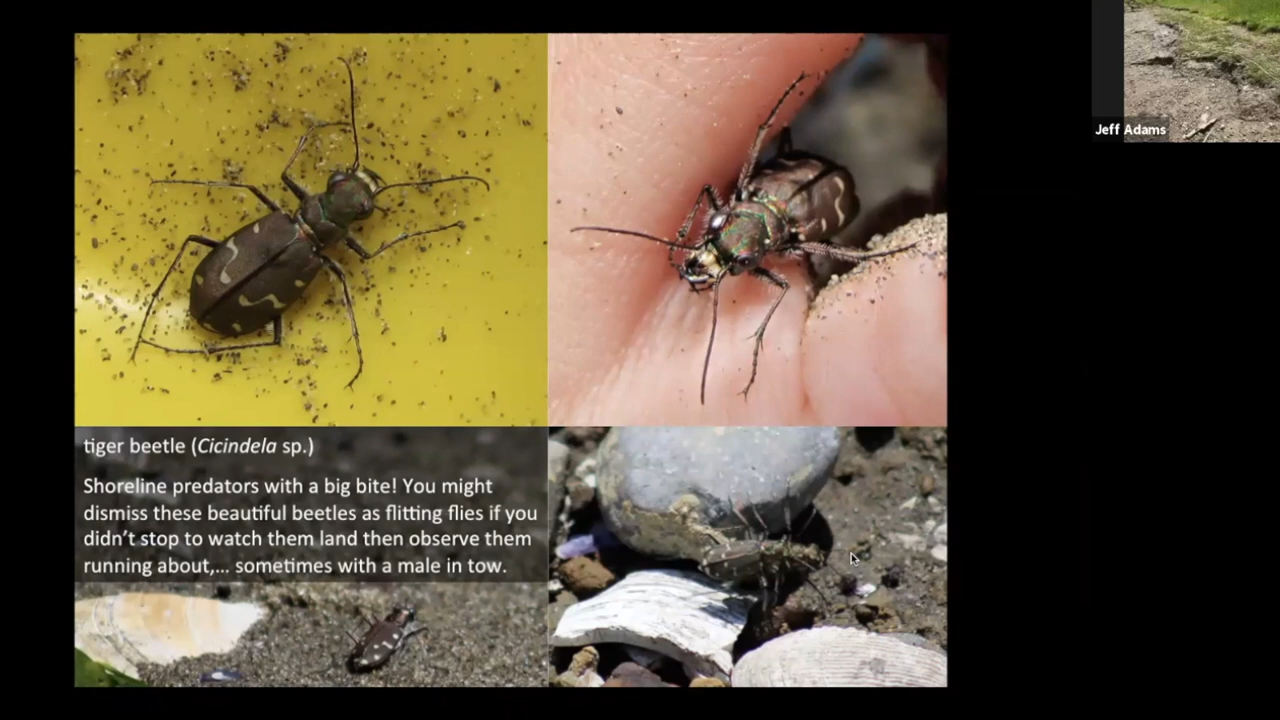 Jeff Adams
tiger beetle (Cicindela sp.)
Shoreline predators with a big bite! You might
dismiss these beautiful beetles as flitting flies if you
didn’t stop to watch them land then observe them
running about,... sometimes with a male in tow.